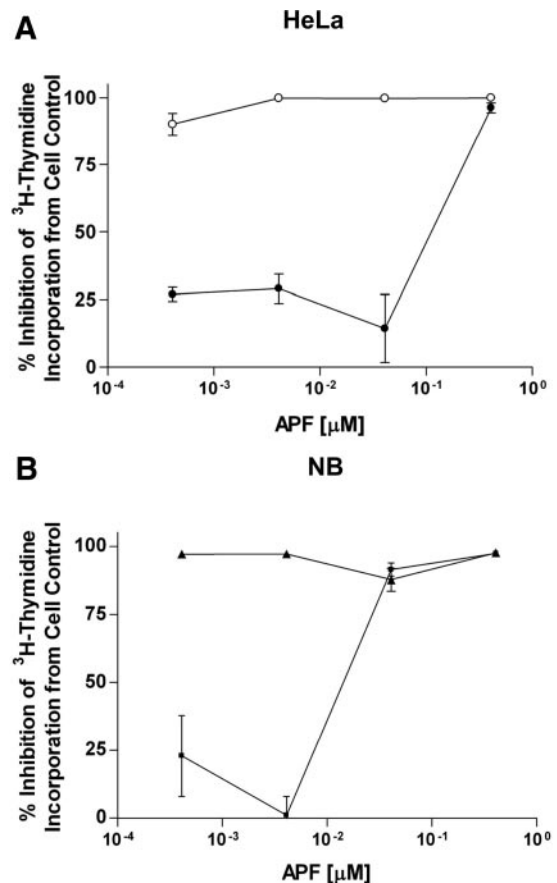 A
HeLa
% Inhibition of ³H-Thymidine
Incorporation from Cell Control
100
75
50
25
0
10⁻⁴
10⁻³
10⁻²
10⁻¹
10⁰
APF [μM]
B
NB
% Inhibition of ³H-Thymidine
Incorporation from Cell Control
100
75
50
25
0
10⁻⁴
10⁻³
10⁻²
10⁻¹
10⁰
APF [μM]